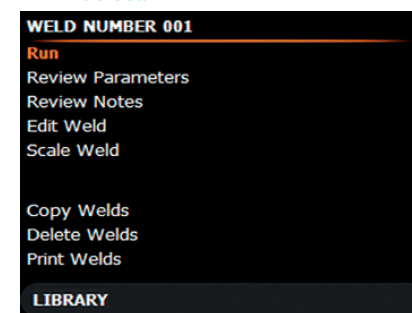 WELD NUMBER 001
Run
Review Parameters
Review Notes
Edit Weld
Scale Weld
Copy Welds
Delete Welds
Print Welds
LIBRARY